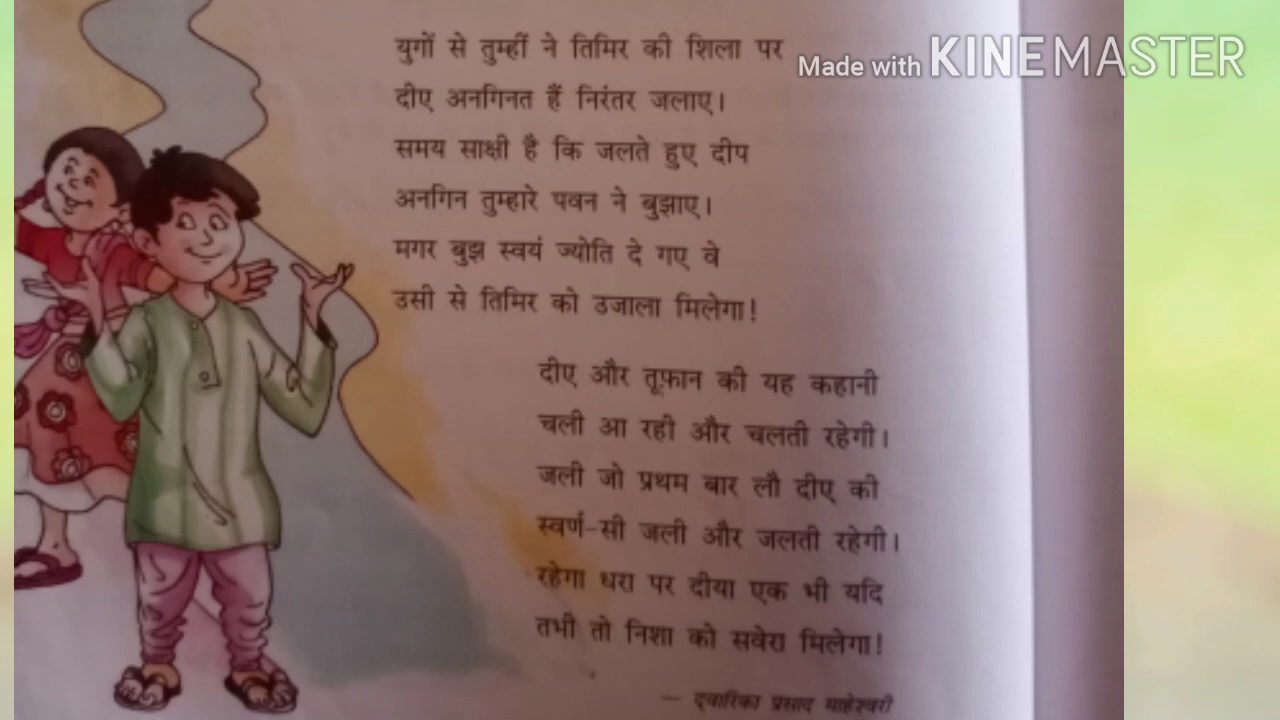 युगों से तुम्हीं ने तिमिर की शिला पर
Made with KINEMASTER
दीए अनगिनत हैं निरंतर जलाए।
समय साक्षी है कि जलते हुए दीप
अनगिन तुम्हारे पवन ने बुझाए।
मगर बुझ स्वयं ज्योति दे गए वे
उसी से तिमिर को उजाला मिलेगा!
दीए और तूफ़ान की यह कहानी
चली आ रही और चलती रहेगी।
जली जो प्रथम बार लौ दीए की
स्वर्ण-सी जली और जलती रहेगी।
रहेगा धरा पर दीया एक भी यदि
तभी तो निशा को सवेरा मिलेगा!
— द्वारिका प्रसाद माहेश्वरी